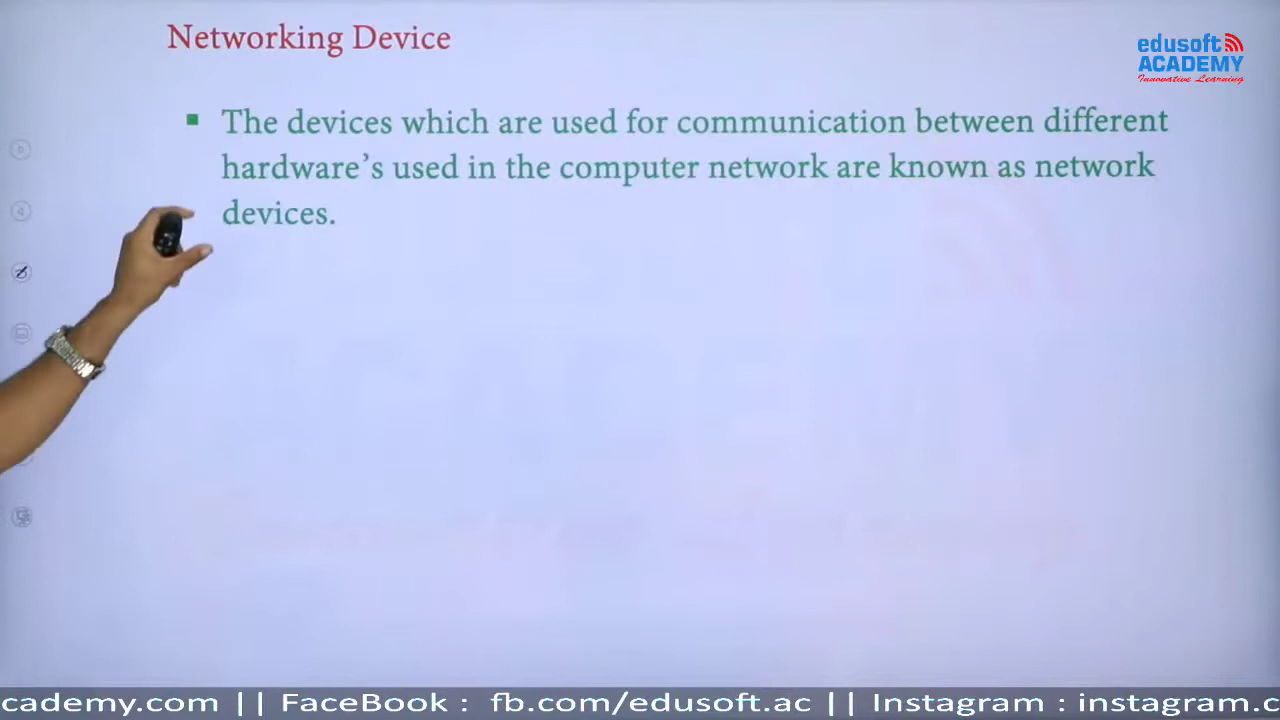 Networking Device
edusoft
ACADEMY
Innovative Learning
▪ The devices which are used for communication between different
hardware's used in the computer network are known as network
devices.
cademy.com || FaceBook : fb.com/edusoft.ac || Instagram : instagram.c